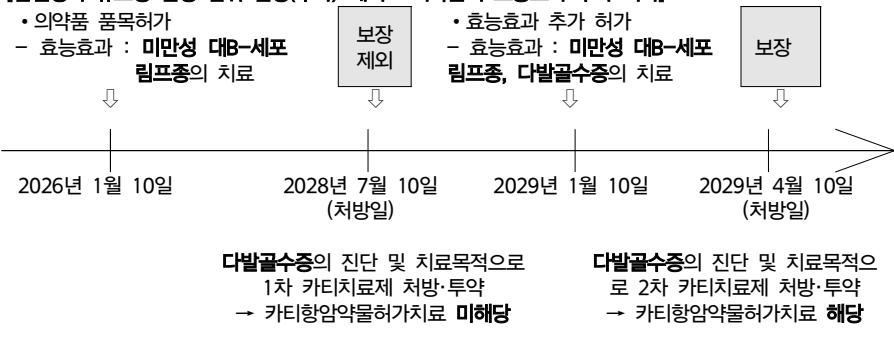 • 의약품 품목허가
- 효능효과 : 미만성 대B-세포
림프종의 치료
보장
제외
• 효능효과 추가 허가
- 효능효과 : 미만성 대B-세포
림프종, 다발골수증의 치료
보장
2026년 1월 10일
2028년 7월 10일
(처방일)
2029년 1월 10일
2029년 4월 10일
(처방일)
다발골수증의 진단 및 치료목적으로
1차 카티치료제 처방·투약
→ 카티항암약물허가치료 미해당
다발골수증의 진단 및 치료목적으
로 2차 카티치료제 처방·투약
→ 카티항암약물허가치료 해당